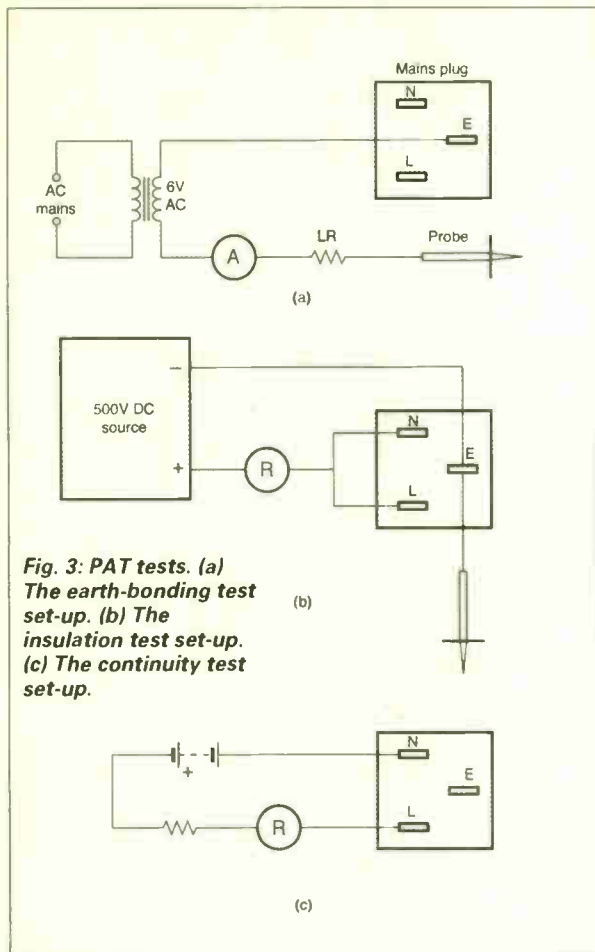 Mains plug
N
E
L
AC
mains
6V
AC
A
LR
Probe
(a)
500V DC
source
–
+
R
N
E
L
(b)
Fig. 3: PAT tests. (a)
The earth-bonding test
set-up. (b) The
insulation test set-up.
(c) The continuity test
set-up.
+
R
N
E
L
(c)